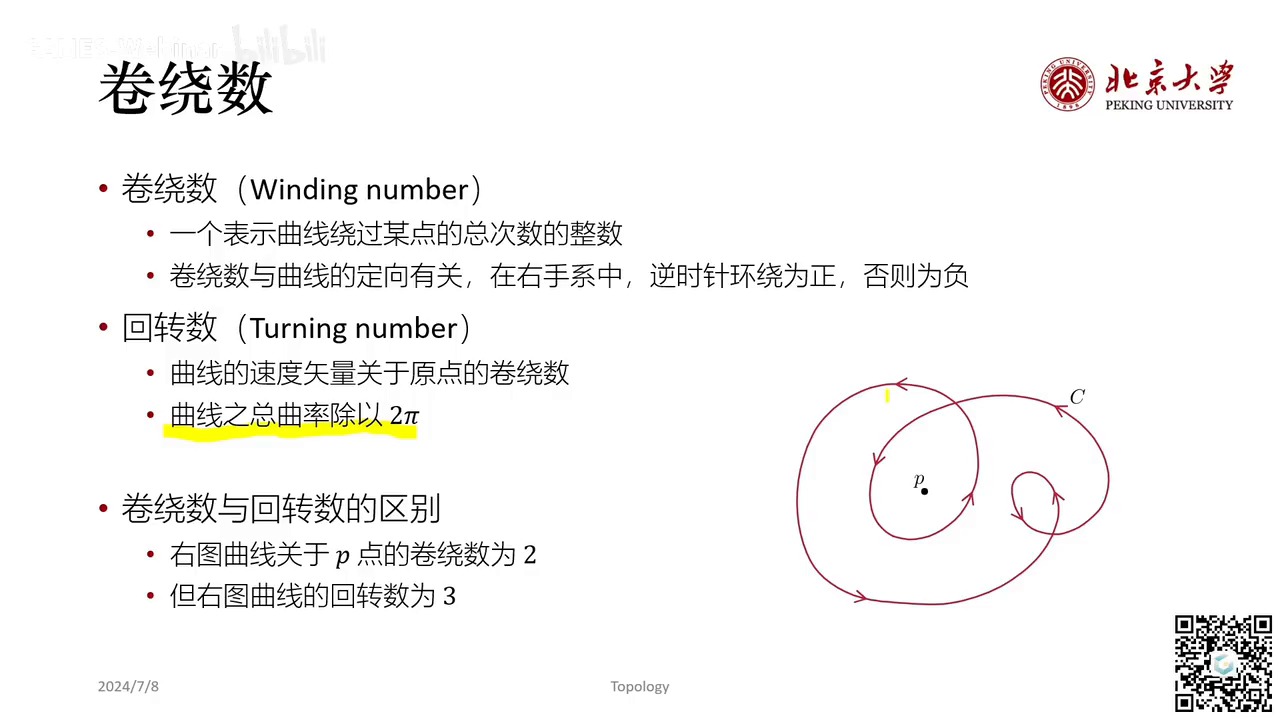 bilibili
卷绕数
北京大学
PEKING UNIVERSITY
• 卷绕数（Winding number）
• 一个表示曲线绕过某点的总次数的整数
• 卷绕数与曲线的定向有关，在右手系中，逆时针环绕为正，否则为负
• 回转数（Turning number）
• 曲线的速度矢量关于原点的卷绕数
• 曲线之总曲率除以 2π
• 卷绕数与回转数的区别
• 右图曲线关于 p 点的卷绕数为 2
• 但右图曲线的回转数为 3
C
p
2024/7/8
Topology